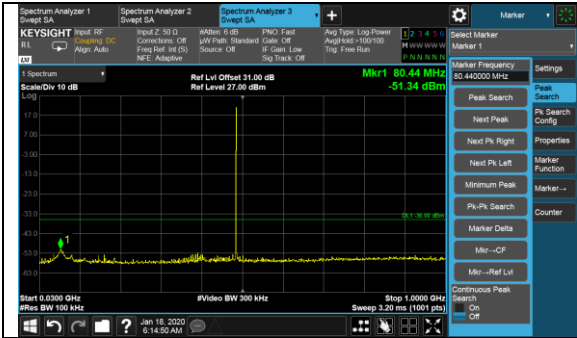 Spectrum Analyzer 1
Swept SA
Spectrum Analyzer 2
Swept SA
Spectrum Analyzer 3
Swept SA
Marker
KEYSIGHT
RL
LXI
Input: RF
Coupling: DC
Align: Auto
Input Z: 50 Ω
Corrections: Off
Freq Ref: Int (S)
NFE: Adaptive
#Atten: 6 dB
µW Path: Standard
Source: Off
PNO: Fast
Gate: Off
IF Gain: Low
Sig Track: Off
Avg Type: Log-Power
Avg|Hold:>100/100
Trig: Free Run
1 2 3 4 5 6
M W W W W W
P N N N N N
Select Marker
Marker 1
1 Spectrum
Scale/Div 10 dB
Log
Ref Lvl Offset 31.00 dB
Ref Level 27.00 dBm
Mkr1 80.44 MHz
-51.34 dBm
17.0
7.00
-3.00
-13.0
-23.0
-33.0
-43.0
-53.0
-63.0
1
DL1 -36.00 dBm
Start 0.0300 GHz
#Res BW 100 kHz
#Video BW 300 kHz
Stop 1.0000 GHz
Sweep 3.20 ms (1001 pts)
Jan 18, 2020
6:14:50 AM
Marker Frequency
80.440000 MHz
Peak Search
Next Peak
Next Pk Right
Next Pk Left
Minimum Peak
Pk-Pk Search
Marker Delta
Mkr→CF
Mkr→Ref Lvl
Continuous Peak
Search
On
Off
Settings
Peak
Search
Pk Search
Config
Properties
Marker
Function
Marker→
Counter